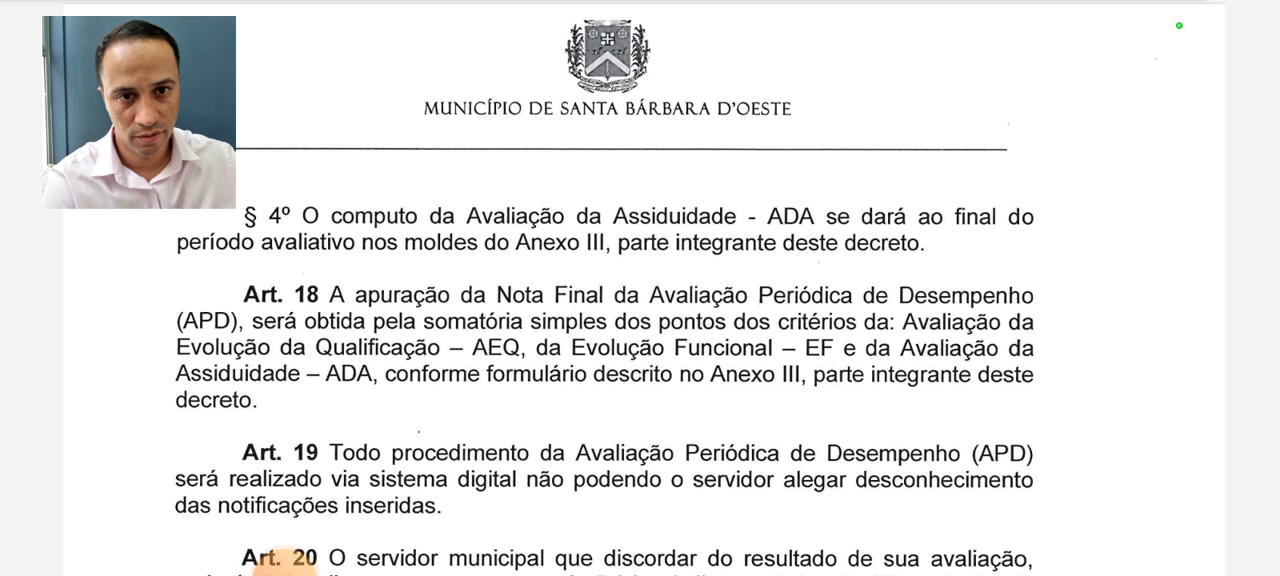 MUNICÍPIO DE SANTA BÁRBARA D'OESTE
§ 4º O computo da Avaliação da Assiduidade - ADA se dará ao final do
período avaliativo nos moldes do Anexo III, parte integrante deste decreto.
Art. 18 A apuração da Nota Final da Avaliação Periódica de Desempenho
(APD), será obtida pela somatória simples dos pontos dos critérios da: Avaliação da
Evolução da Qualificação – AEQ, da Evolução Funcional – EF e da Avaliação da
Assiduidade – ADA, conforme formulário descrito no Anexo III, parte integrante deste
decreto.
Art. 19 Todo procedimento da Avaliação Periódica de Desempenho (APD)
será realizado via sistema digital não podendo o servidor alegar desconhecimento
das notificações inseridas.
Art. 20 O servidor municipal que discordar do resultado de sua avaliação,